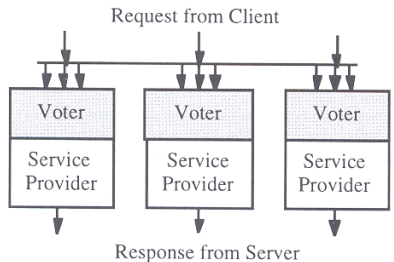 Request from Client
Voter Voter Voter
Service Service Service
Provider Provider Provider
Response from Server